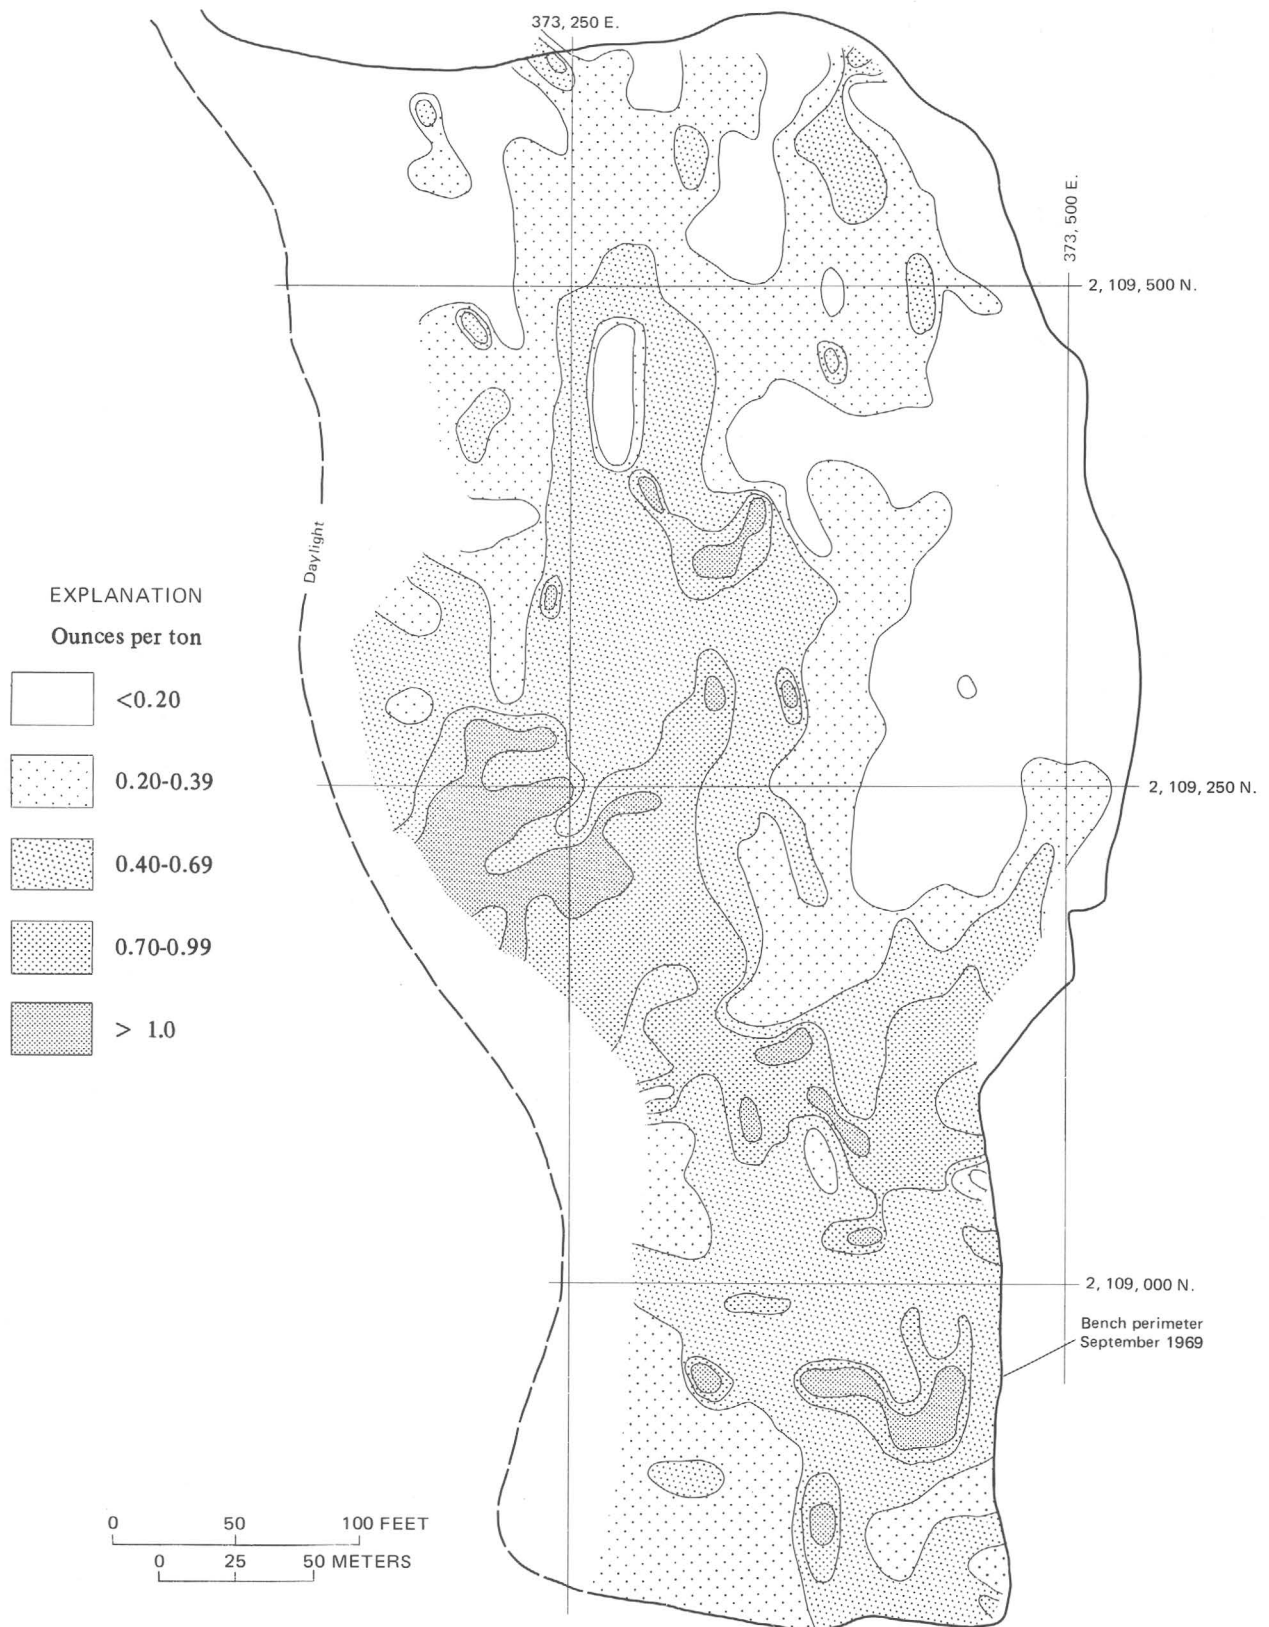 373, 250 E.
373, 500 E.
2, 109, 500 N.
Daylight
EXPLANATION
Ounces per ton
<0.20
0.20-0.39
0.40-0.69
0.70-0.99
> 1.0
2, 109, 250 N.
2, 109, 000 N.
Bench perimeter
September 1969
0 50 100 FEET
0 25 50 METERS